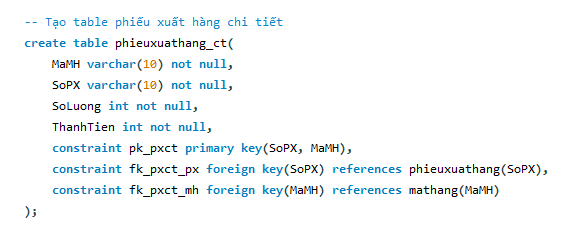 -- Tạo table phiếu xuất hàng chi tiết
create table phieuxuathang_ct(
    MaMH varchar(10) not null,
    SoPX varchar(10) not null,
    SoLuong int not null,
    ThanhTien int not null,
    constraint pk_pxct primary key(SoPX, MaMH),
    constraint fk_pxct_px foreign key(SoPX) references phieuxuathang(SoPX),
    constraint fk_pxct_mh foreign key(MaMH) references mathang(MaMH)
);